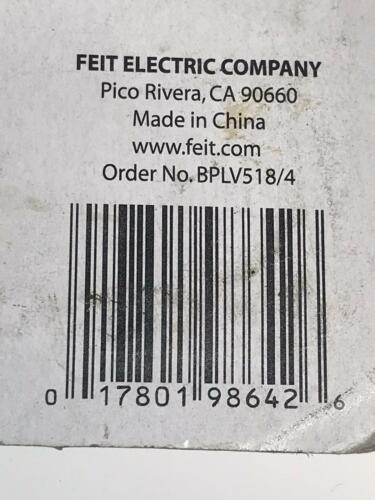 FEIT ELECTRIC COMPANY
Pico Rivera, CA 90660
Made in China
www.feit.com
Order No. BPLV518/4
0 17801 98642 6